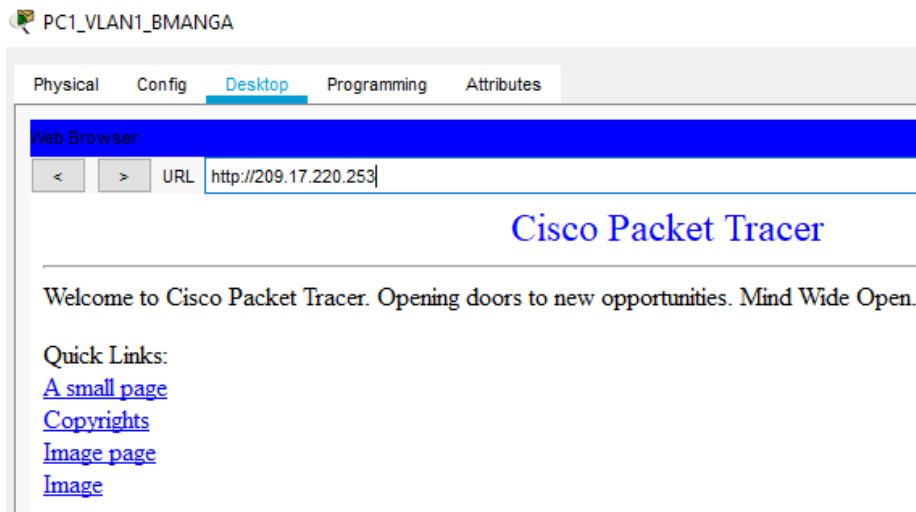 PC1_VLAN1_BMANGA
Physical Config Desktop Programming Attributes
Web Browser
< > URL http://209.17.220.253
Cisco Packet Tracer
Welcome to Cisco Packet Tracer. Opening doors to new opportunities. Mind Wide Open.
Quick Links:
A small page
Copyrights
Image page
Image